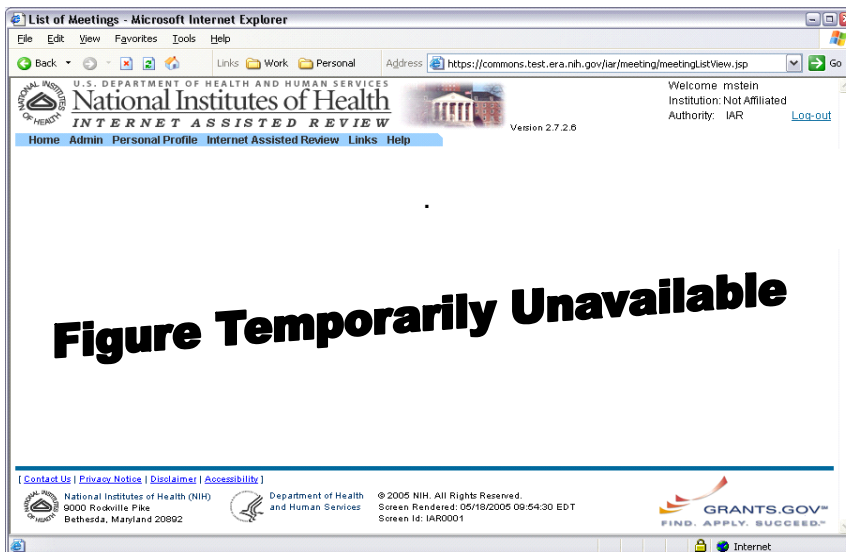 List of Meetings - Microsoft Internet Explorer
File Edit View Favorites Tools Help
Back Links Work Personal Address https://commons.test.era.nih.gov/iar/meeting/meetingListView.jsp Go
U.S. DEPARTMENT OF HEALTH AND HUMAN SERVICES
National Institutes of Health
INTERNET ASSISTED REVIEW
Version 2.7.2.6
Welcome mstein
Institution: Not Affiliated
Authority: IAR Log-out
Home Admin Personal Profile Internet Assisted Review Links Help
.
Figure Temporarily Unavailable
[ Contact Us | Privacy Notice | Disclaimer | Accessibility ]
National Institutes of Health (NIH)
9000 Rockville Pike
Bethesda, Maryland 20892
Department of Health
and Human Services
© 2005 NIH. All Rights Reserved.
Screen Rendered: 05/18/2005 09:54:30 EDT
Screen Id: IAR0001
GRANTS.GOV℠
FIND. APPLY. SUCCEED.℠
Internet